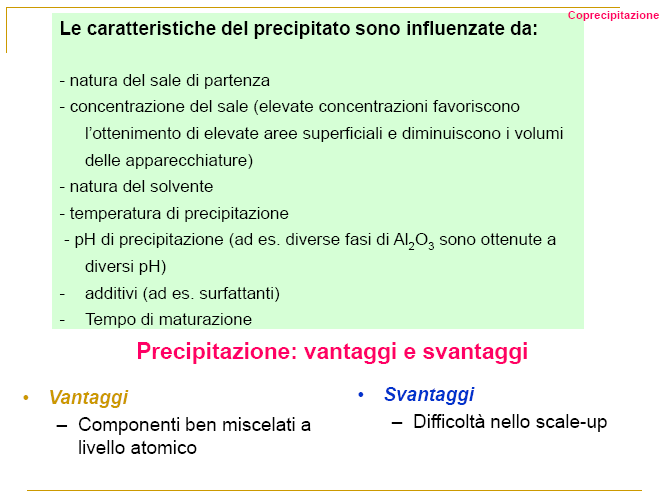 Coprecipitazione
Le caratteristiche del precipitato sono influenzate da:
- natura del sale di partenza
- concentrazione del sale (elevate concentrazioni favoriscono
l'ottenimento di elevate aree superficiali e diminuiscono i volumi
delle apparecchiature)
- natura del solvente
- temperatura di precipitazione
- pH di precipitazione (ad es. diverse fasi di Al2O3 sono ottenute a
diversi pH)
- additivi (ad es. surfattanti)
- Tempo di maturazione
Precipitazione: vantaggi e svantaggi
• Vantaggi
– Componenti ben miscelati a
livello atomico
• Svantaggi
– Difficoltà nello scale-up